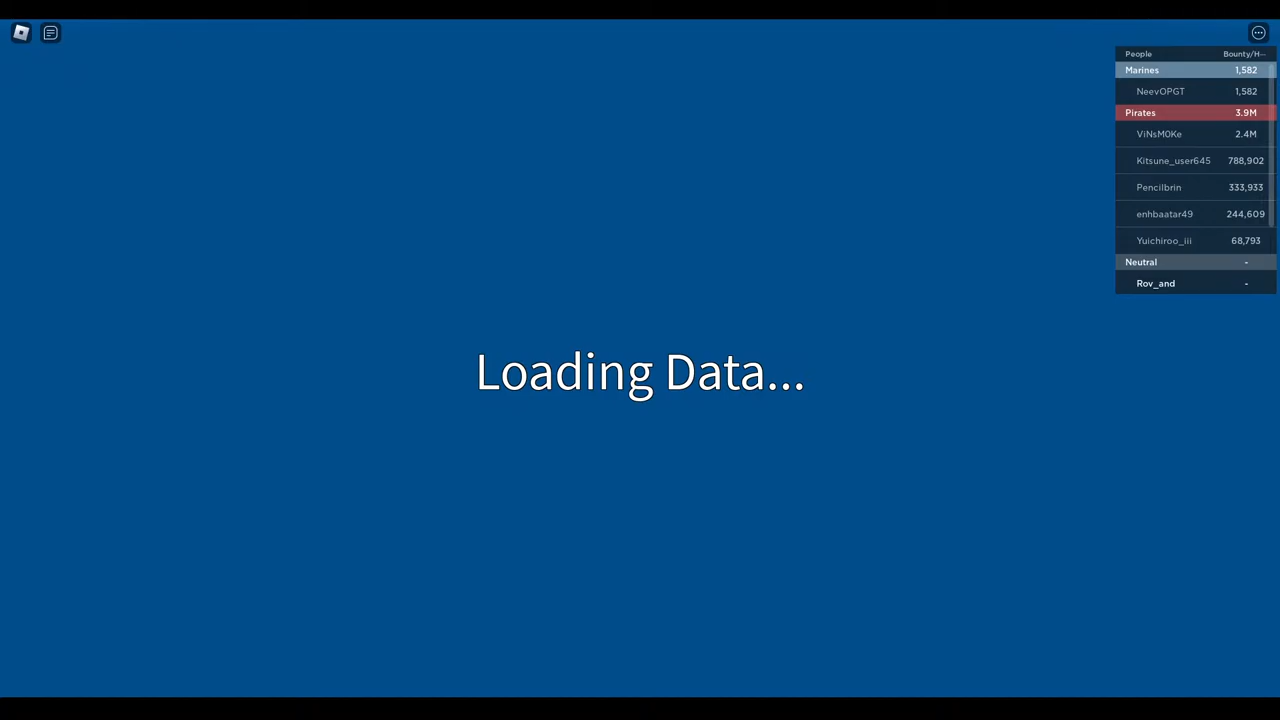 People Bounty/H...
Marines 1,582
NeevOPGT 1,582
Pirates 3.9M
ViNsM0Ke 2.4M
Kitsune_user645 788,902
Pencilbrin 333,933
enhbaatar49 244,609
Yuichiroo_iii 68,793
Neutral -
Rov_and -
Loading Data...